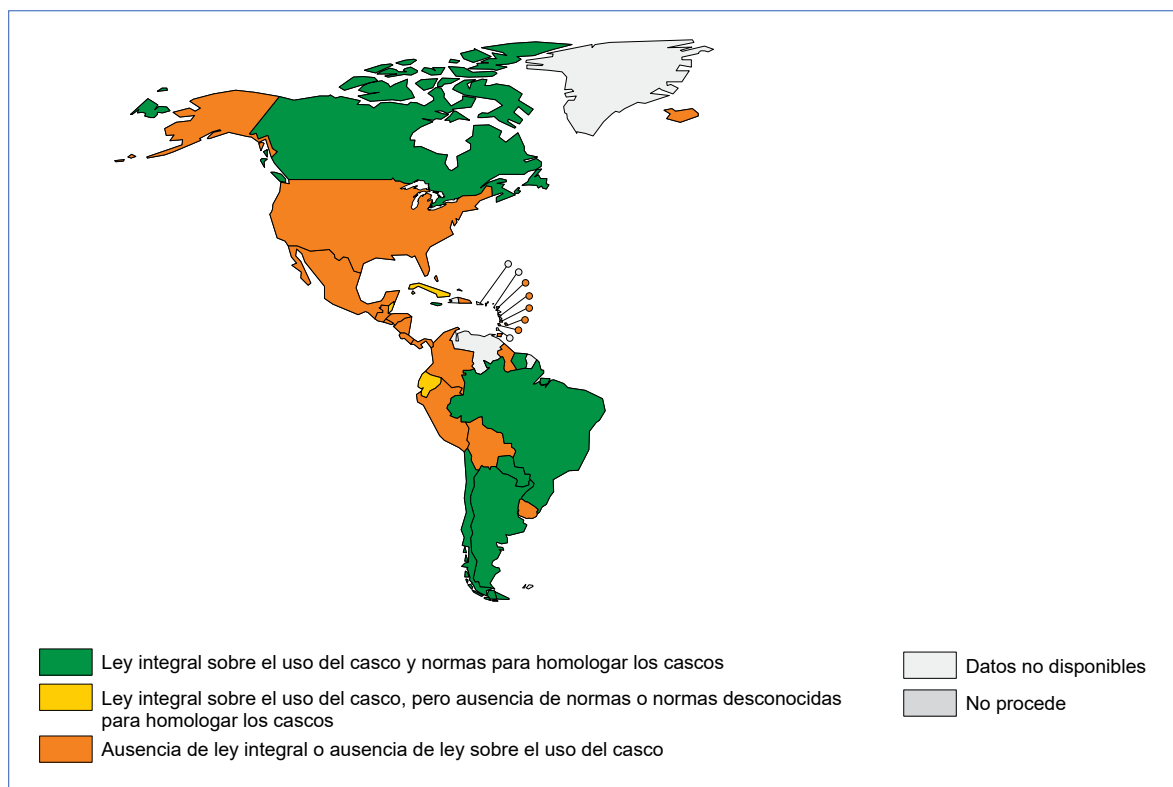 Ley integral sobre el uso del casco y normas para homologar los cascos
Ley integral sobre el uso del casco, pero ausencia de normas o normas desconocidas
para homologar los cascos
Ausencia de ley integral o ausencia de ley sobre el uso del casco
Datos no disponibles
No procede